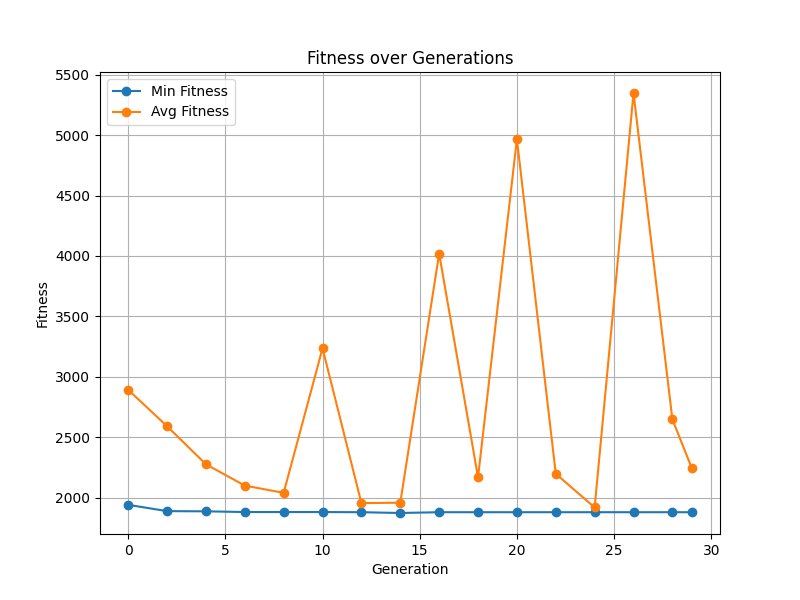 Fitness over Generations
Min Fitness
Avg Fitness
5500
5000
4500
4000
3500
3000
2500
2000
Fitness
0 5 10 15 20 25 30
Generation